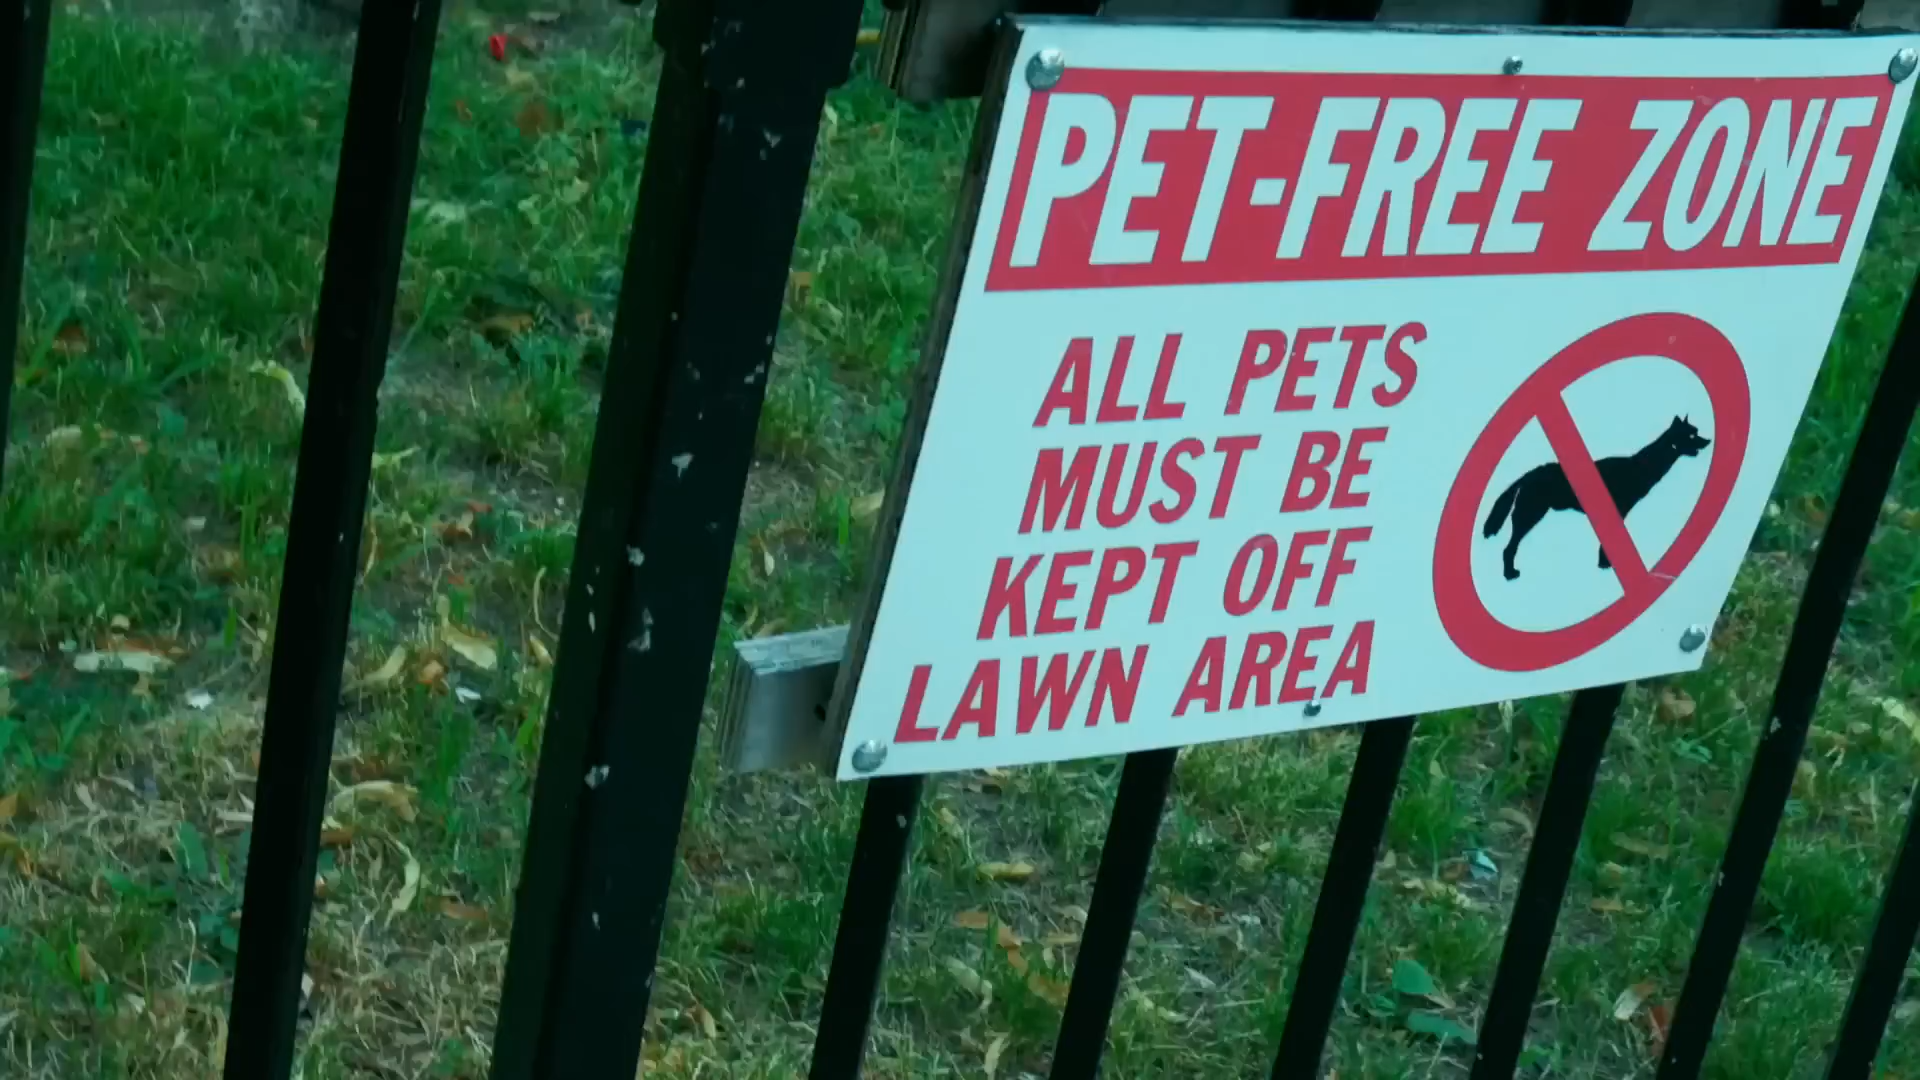 PET-FREE ZONE
ALL PETS
MUST BE
KEPT OFF
LAWN AREA